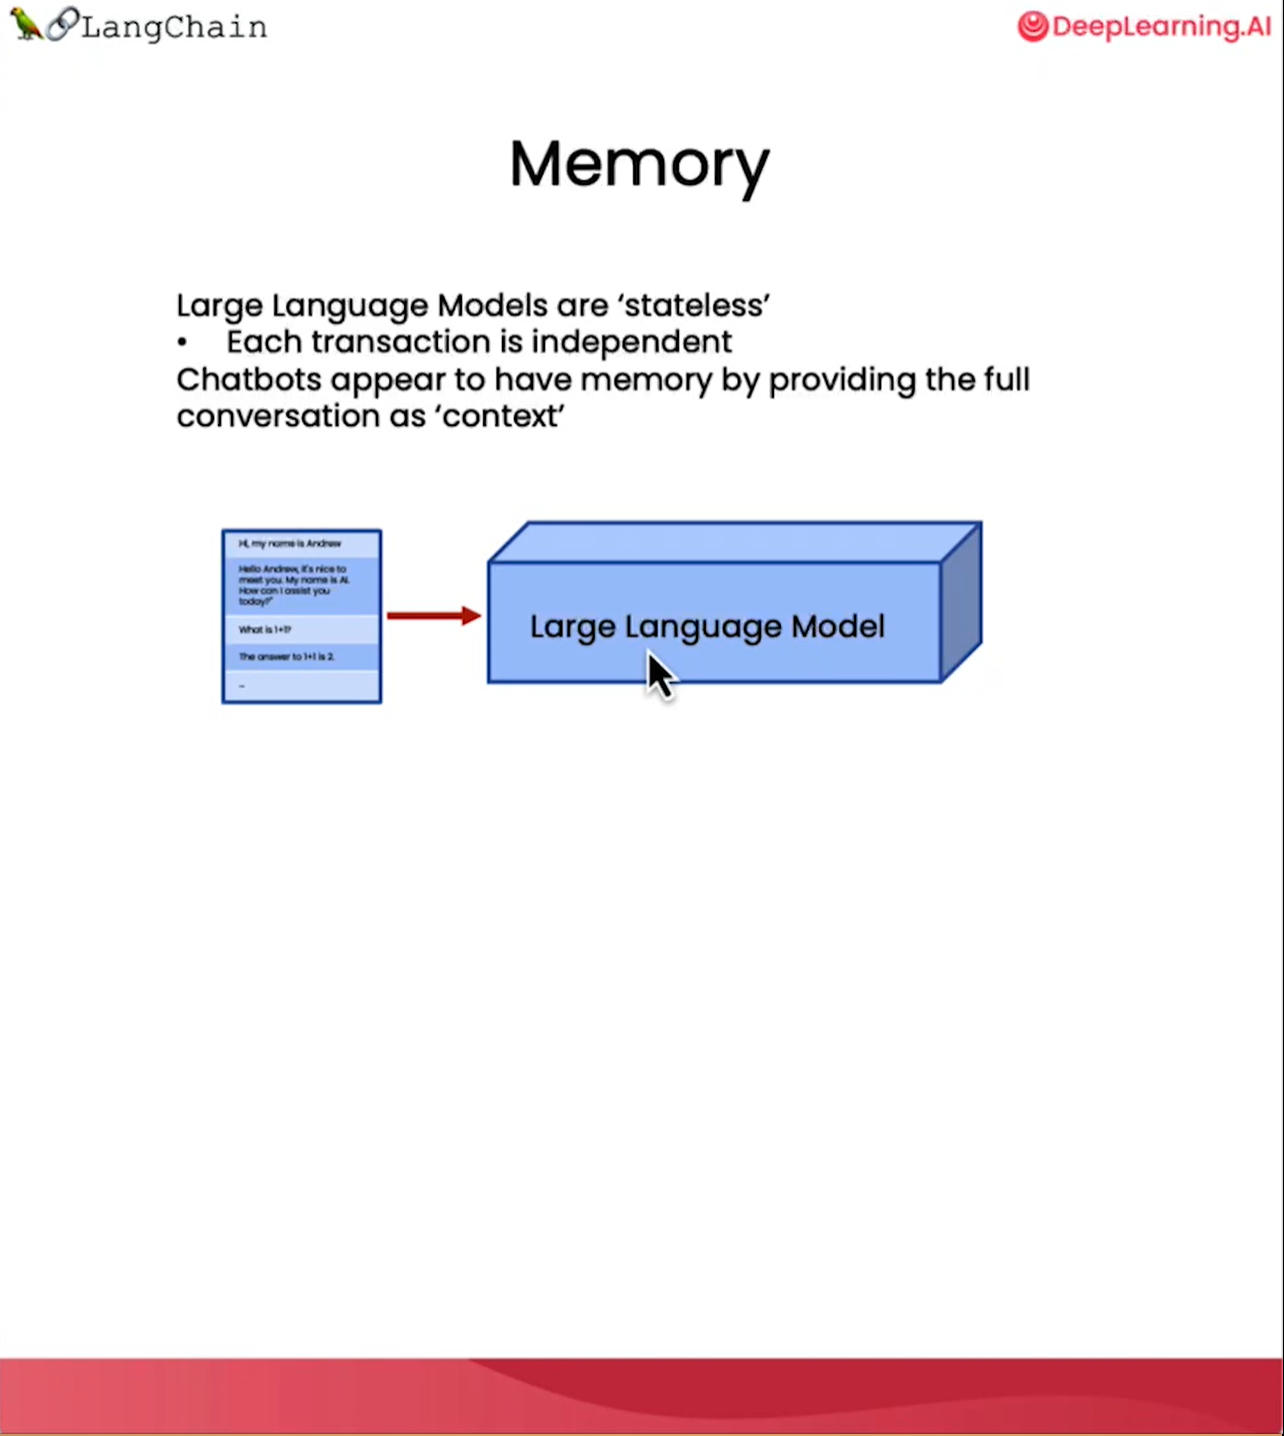 LangChain
DeepLearning.AI
Memory
Large Language Models are ‘stateless’
• Each transaction is independent
Chatbots appear to have memory by providing the full
conversation as ‘context’
Hi, my name is Andrew
Hello Andrew, it's nice to
meet you. My name is AI.
How can I assist you
today?"
What is 1+1?
The answer to 1+1 is 2.
...
Large Language Model